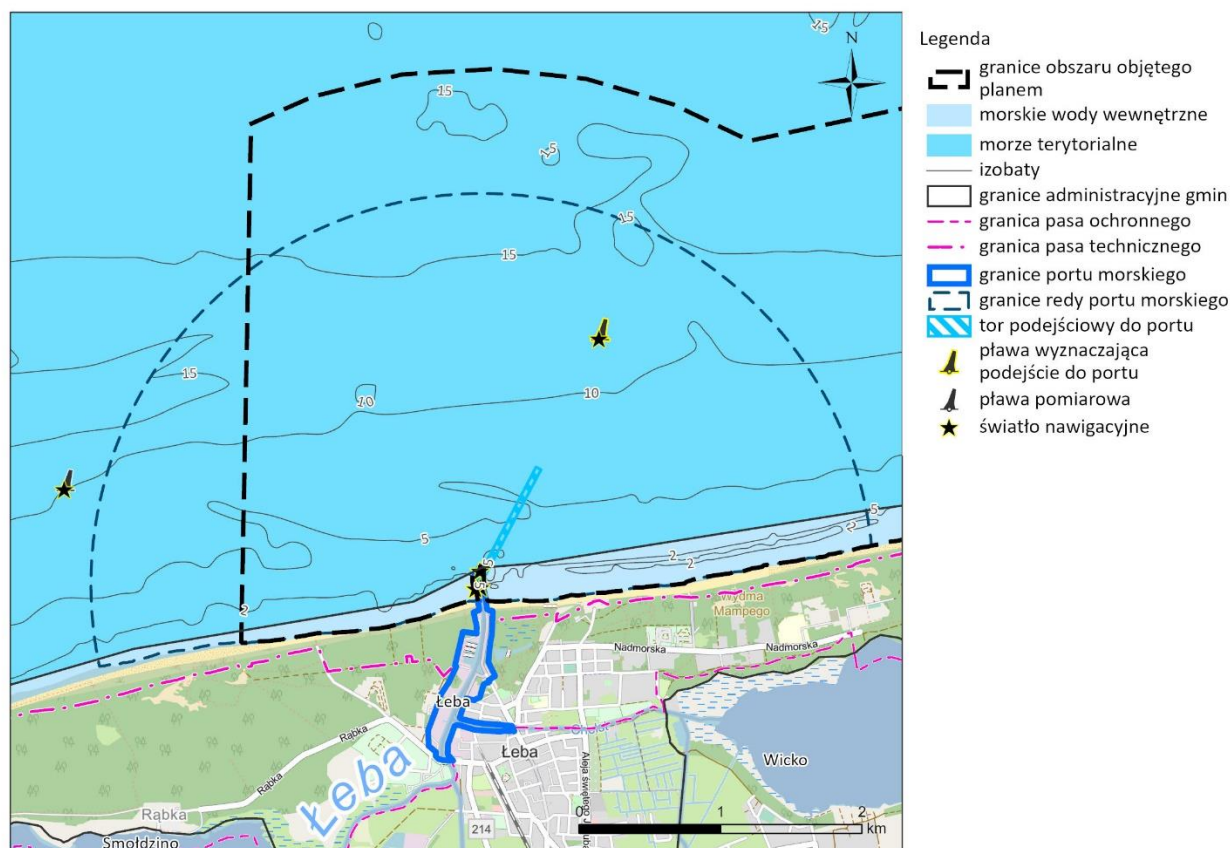 15
N
Legenda
granice obszaru objętego
planem
morskie wody wewnętrzne
morze terytorialne
izobaty
granice administracyjne gmin
granica pasa ochronnego
granica pasa technicznego
granice portu morskiego
granice redy portu morskiego
tor podejściowy do portu
pława wyznaczająca
podejście do portu
pława pomiarowa
światło nawigacyjne
15
15
15
15
15
10
10
5
5
5
5
2
2
2
2
Wydma
Mampego
Nadmorska
Nadmorska
Łeba
Łeba
Rąbka
Łeba
Wicko
Rąbka
Smołdzino
214
0 1 2
km